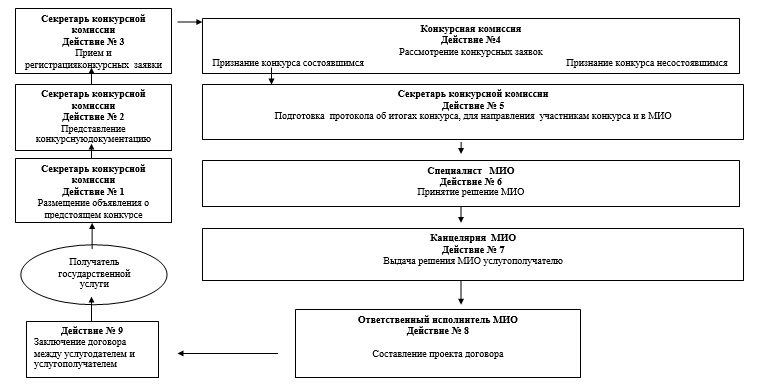 Секретарь конкурсной
комиссии
Действие № 3
Прием и
регистрацияконкурсных заявки
Секретарь конкурсной
комиссии
Действие № 2
Представление
конкурснуюдокументацию
Секретарь конкурсной
комиссии
Действие № 1
Размещение объявления о
предстоящем конкурсе
Получатель
государственной
услуги
Действие № 9
Заключение договора
между услугодателем и
услугополучателем
Конкурсная комиссия
Действие №4
Рассмотрение конкурсных заявок
Признание конкурса состоявшимся Признание конкурса несостоявшимся
Секретарь конкурсной комиссии
Действие № 5
Подготовка протокола об итогах конкурса, для направления участникам конкурса и в МИО
Специалист МИО
Действие № 6
Принятие решение МИО
Канцелярия МИО
Действие № 7
Выдача решения МИО услугополучателю
Ответственный исполнитель МИО
Действие № 8
Составление проекта договора